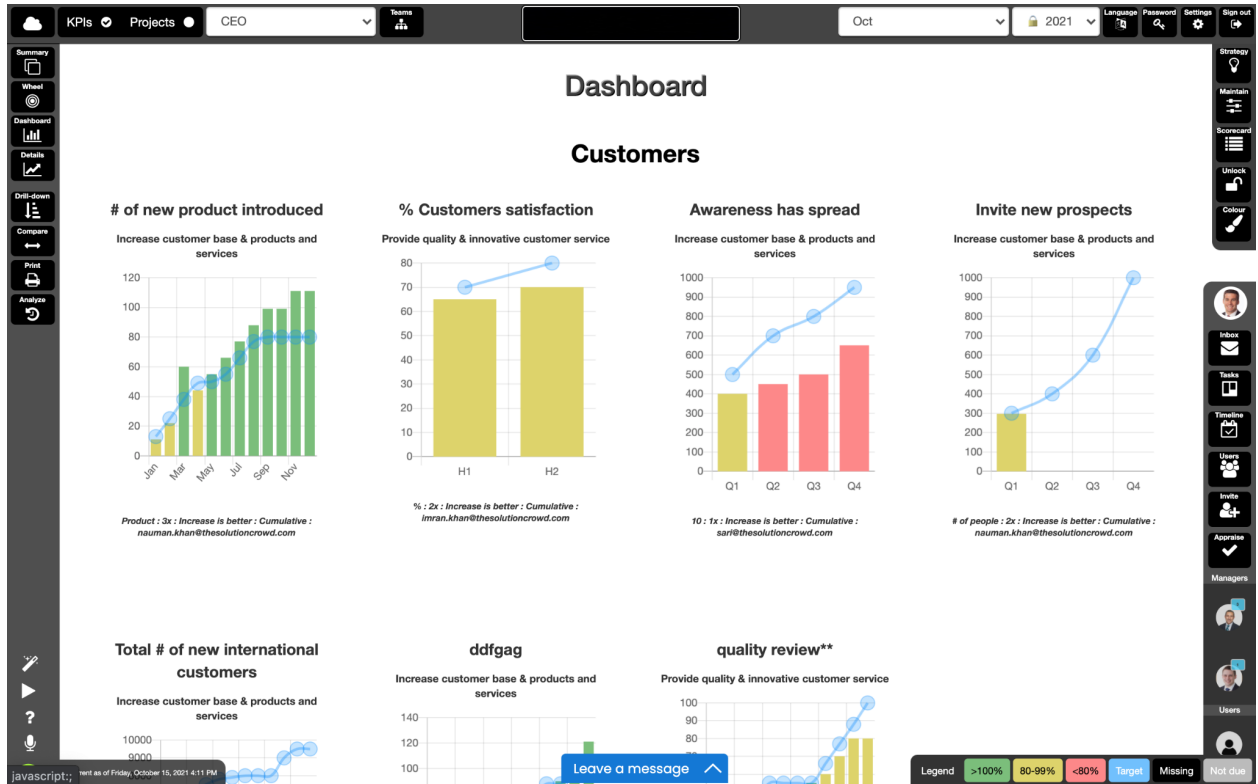 KPIs Projects CEO Teams Oct 2021 Language Password Settings Sign out
Summary
Wheel
Dashboard
Details
Drill-down
Compare
Print
Analyze
Dashboard
Customers
# of new product introduced
Increase customer base & products and
services
120
100
80
60
40
20
0
Jan Mar May Jul Sep Nov
Product : 3x : Increase is better : Cumulative :
nauman.khan@thesolutioncrowd.com
% Customers satisfaction
Provide quality & innovative customer service
80
70
60
50
40
30
20
10
0
H1 H2
% : 2x : Increase is better : Cumulative :
imran.khan@thesolutioncrowd.com
Awareness has spread
Increase customer base & products and
services
1000
900
800
700
600
500
400
300
200
100
0
Q1 Q2 Q3 Q4
10 : 1x : Increase is better : Cumulative :
sarl@thesolutioncrowd.com
Invite new prospects
Increase customer base & products and
services
1000
900
800
700
600
500
400
300
200
100
0
Q1 Q2 Q3 Q4
# of people : 2x : Increase is better : Cumulative :
nauman.khan@thesolutioncrowd.com
Total # of new international
customers
Increase customer base & products and
services
10000
9000
ddfgag
Increase customer base & products and
services
140
120
100
quality review**
Provide quality & innovative customer service
100
90
80
Strategy
Maintain
Scorecard
Unlock
Colour
Inbox
Tasks
Timeline
Users
Invite
Appraise
Managers
Users
?
javascript:;
rent as of Friday, October 15, 2021 4:11 PM
Leave a message
Legend >100% 80-99% <80% Target Missing Not due